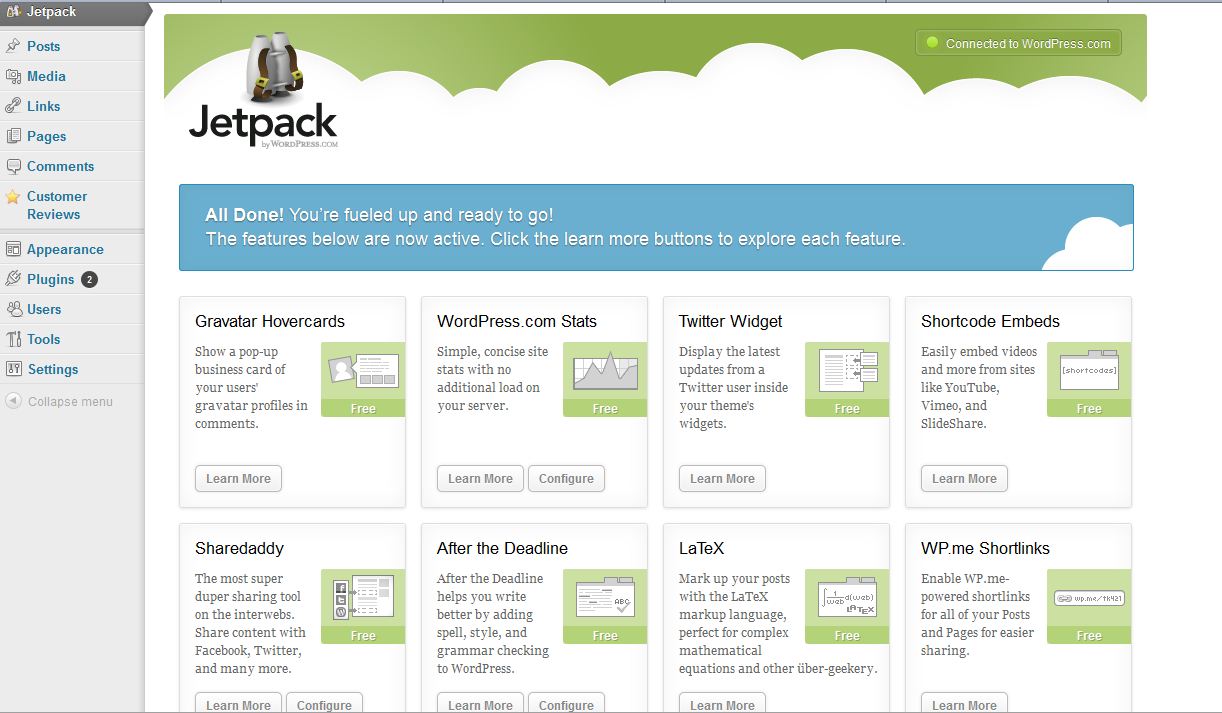 Jetpack
Posts
Media
Links
Pages
Comments
Customer
Reviews
Appearance
Plugins 2
Users
Tools
Settings
Collapse menu
Connected to WordPress.com
Jetpack
by WORDPRESS.COM
All Done! You're fueled up and ready to go!
The features below are now active. Click the learn more buttons to explore each feature.
Gravatar Hovercards
Show a pop-up
business card of
your users'
gravatar profiles in
comments.
Free
Learn More
WordPress.com Stats
Simple, concise site
stats with no
additional load on
your server.
Free
Learn More Configure
Twitter Widget
Display the latest
updates from a
Twitter user inside
your theme's
widgets.
Free
Learn More
Shortcode Embeds
Easily embed videos
and more from sites
like YouTube,
Vimeo, and
SlideShare.
[shortcodes]
Free
Learn More
Sharedaddy
The most super
duper sharing tool
on the interwebs.
Share content with
Facebook, Twitter,
and many more.
Free
Learn More Configure
After the Deadline
After the Deadline
helps you write
better by adding
spell, style, and
grammar checking
to WordPress.
ABC
Free
Learn More Configure
LaTeX
Mark up your posts
with the LaTeX
markup language,
perfect for complex
mathematical
equations and other über-geekery.
∫ 1/web d(web)
LATEX
Free
Learn More
WP.me Shortlinks
Enable WP.me-
powered shortlinks
for all of your Posts
and Pages for easier
sharing.
wp.me/tk421
Free
Learn More